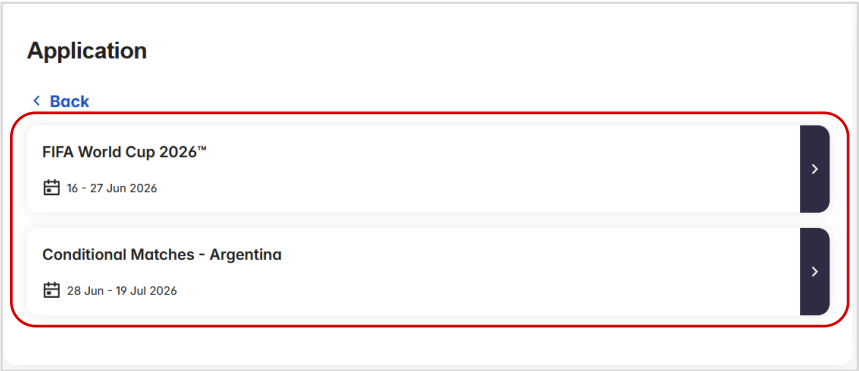 Application
Back
FIFA World Cup 2026™
16 - 27 Jun 2026
Conditional Matches - Argentina
28 Jun - 19 Jul 2026